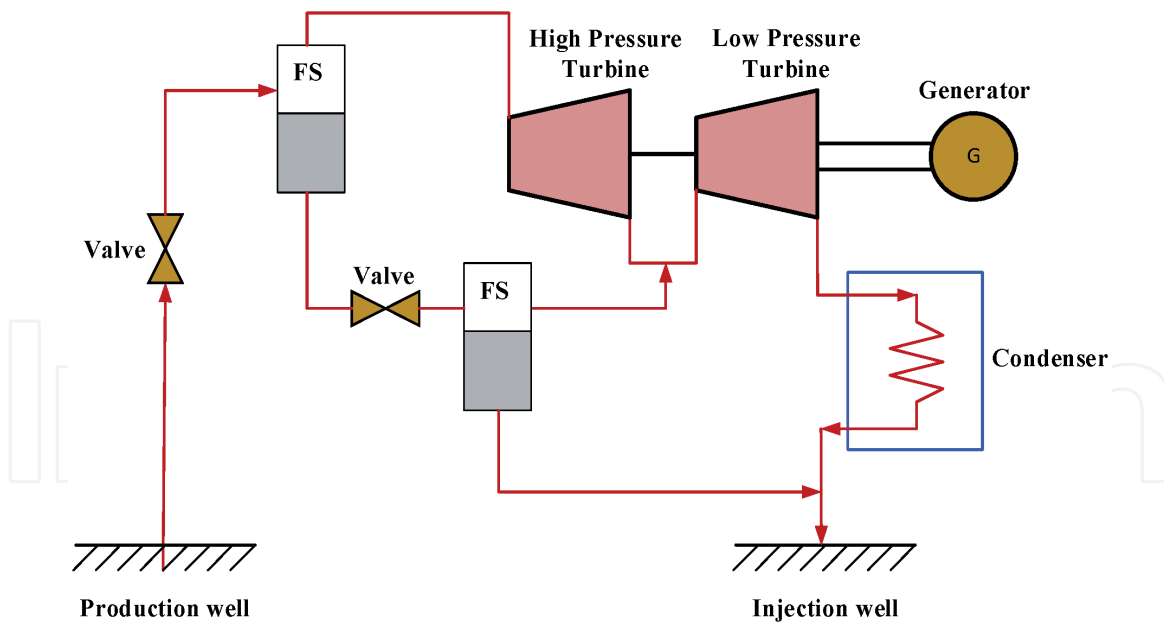 High Pressure
Turbine
Low Pressure
Turbine
FS
Generator
G
Valve
Valve
FS
Condenser
Production well
Injection well